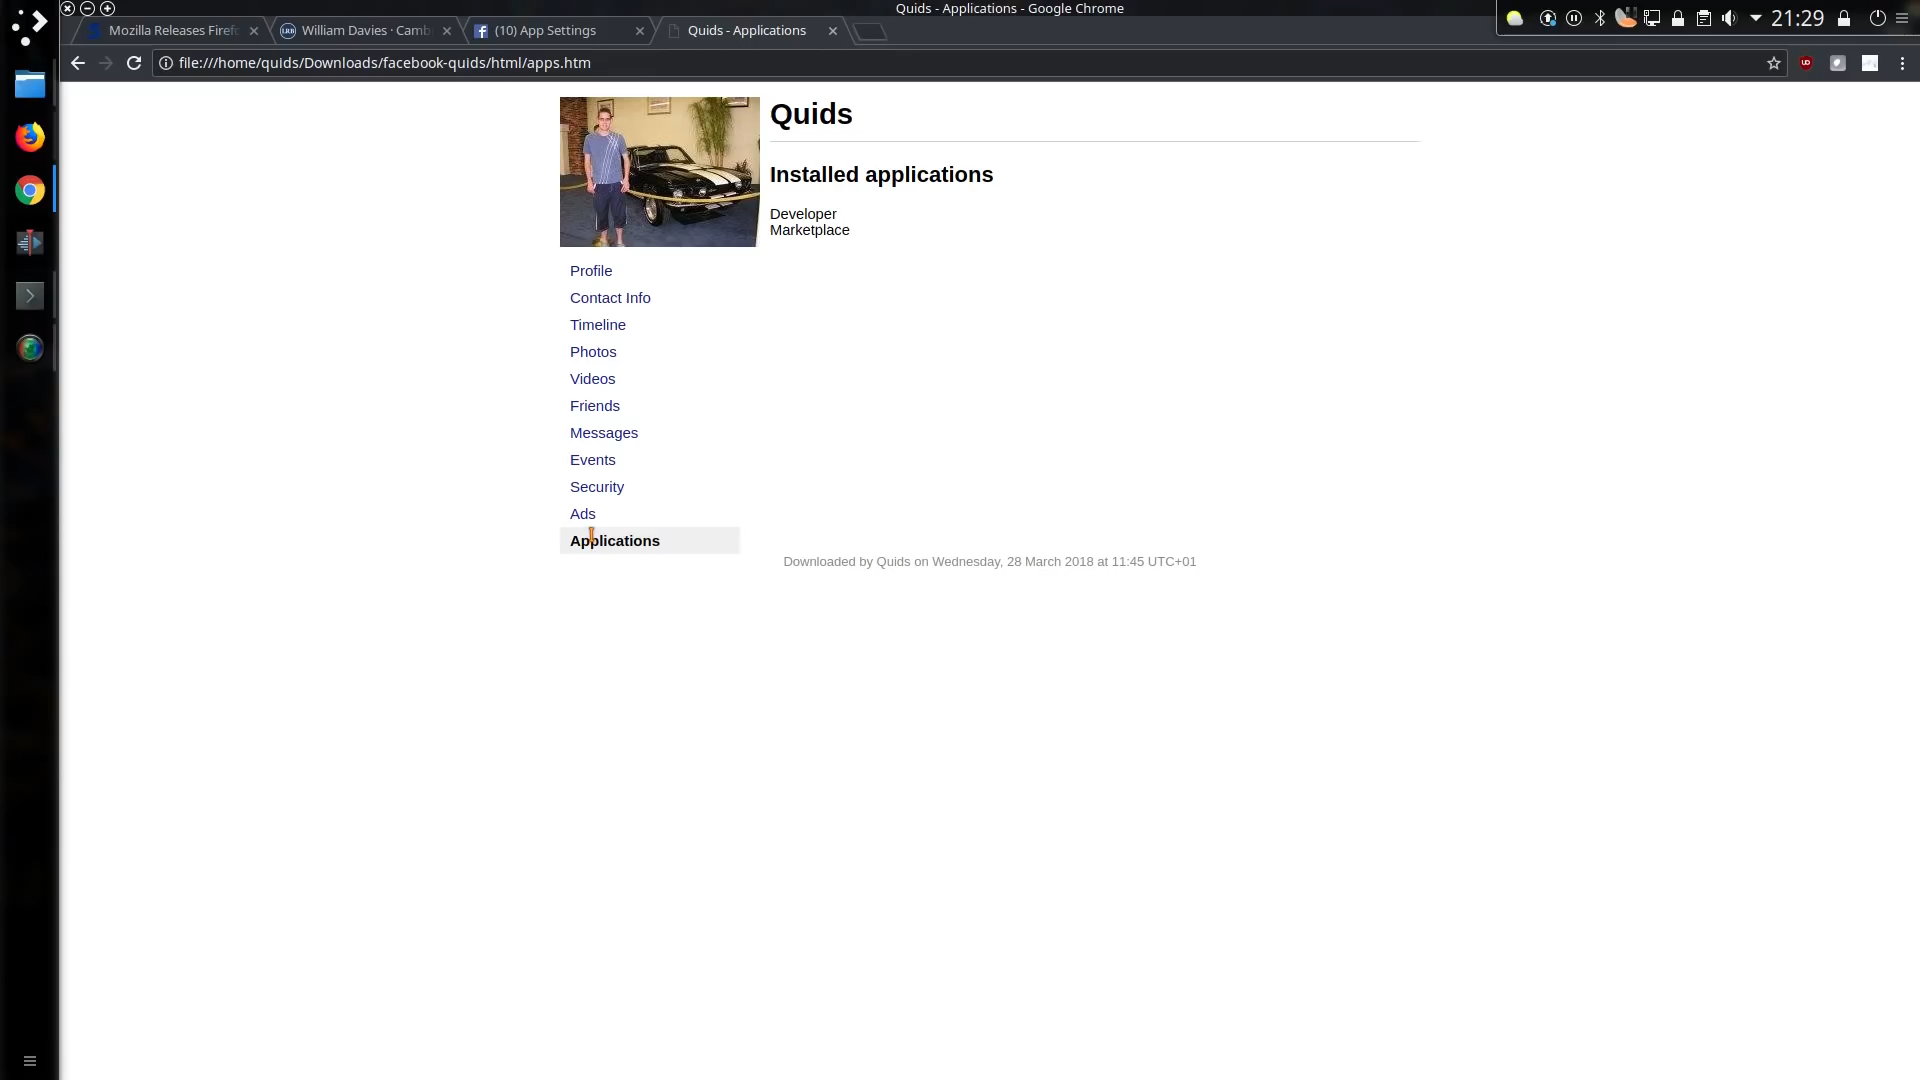 Quids - Applications - Google Chrome
21:29
Mozilla Releases Firef
LRB William Davies · Camb
(10) App Settings
Quids - Applications
file:///home/quids/Downloads/facebook-quids/html/apps.htm
Quids
Installed applications
Developer
Marketplace
Profile
Contact Info
Timeline
Photos
Videos
Friends
Messages
Events
Security
Ads
Applications
Downloaded by Quids on Wednesday, 28 March 2018 at 11:45 UTC+01